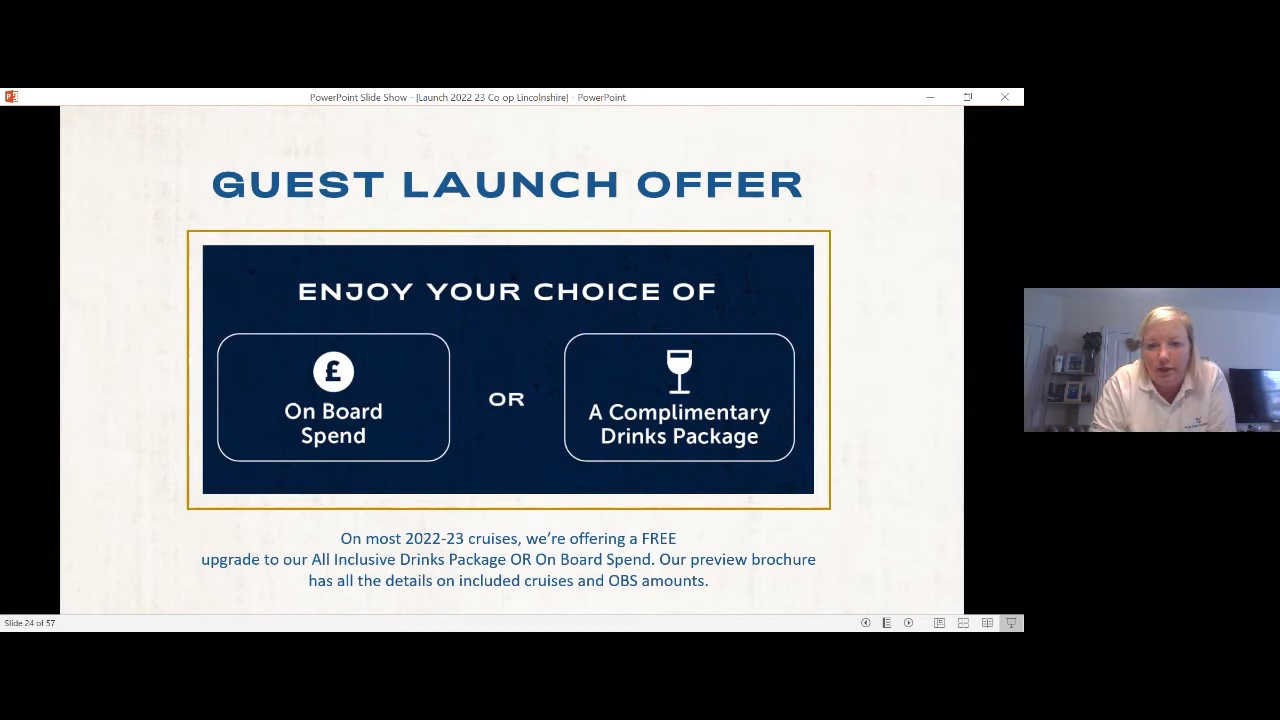 PowerPoint Slide Show - [Launch 2022 23 Co op Lincolnshire] - PowerPoint
GUEST LAUNCH OFFER
ENJOY YOUR CHOICE OF
£
On Board
Spend
OR
A Complimentary
Drinks Package
On most 2022-23 cruises, we’re offering a FREE
upgrade to our All Inclusive Drinks Package OR On Board Spend. Our preview brochure
has all the details on included cruises and OBS amounts.
Slide 24 of 57